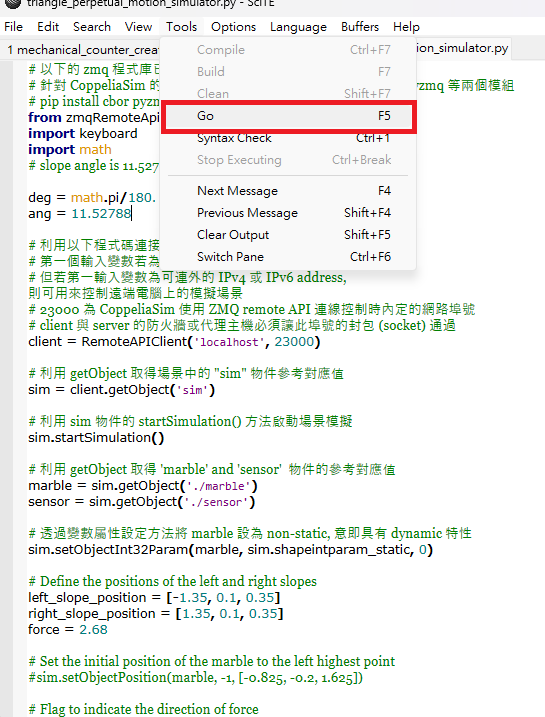 triangle_perpetual_motion_simulator.py - SciTE
File Edit Search View Tools Options Language Buffers Help
1 mechanical_counter_crea
ion_simulator.py
Compile Ctrl+F7
Build F7
Clean Shift+F7
Go F5
Syntax Check Ctrl+1
Stop Executing Ctrl+Break
Next Message F4
Previous Message Shift+F4
Clear Output Shift+F5
Switch Pane Ctrl+F6
# 以下的 zmq 程式庫
# 針對 CoppeliaSim 的 yzmq 等兩個模組
# pip install cbor pyzm
from zmqRemoteApi
import keyboard
import math
# slope angle is 11.527
deg = math.pi/180.
ang = 11.52788
# 利用以下程式碼連接
# 第一個輸入變數若為
# 但若第一輸入變數為可連外的 IPv4 或 IPv6 address,
則可用來控制遠端電腦上的模擬場景
# 23000 為 CoppeliaSim 使用 ZMQ remote API 連線控制時內定的網路埠號
# client 與 server 的防火牆或代理主機必須讓此埠號的封包 (socket) 通過
client = RemoteAPIClient('localhost', 23000)
# 利用 getObject 取得場景中的 "sim" 物件參考對應值
sim = client.getObject('sim')
# 利用 sim 物件的 startSimulation() 方法啟動場景模擬
sim.startSimulation()
# 利用 getObject 取得 'marble' and 'sensor' 物件的參考對應值
marble = sim.getObject('./marble')
sensor = sim.getObject('./sensor')
# 透過變數屬性設定方法將 marble 設為 non-static, 意即具有 dynamic 特性
sim.setObjectInt32Param(marble, sim.shapeintparam_static, 0)
# Define the positions of the left and right slopes
left_slope_position = [-1.35, 0.1, 0.35]
right_slope_position = [1.35, 0.1, 0.35]
force = 2.68
# Set the initial position of the marble to the left highest point
#sim.setObjectPosition(marble, -1, [-0.825, -0.2, 1.625])
# Flag to indicate the direction of force